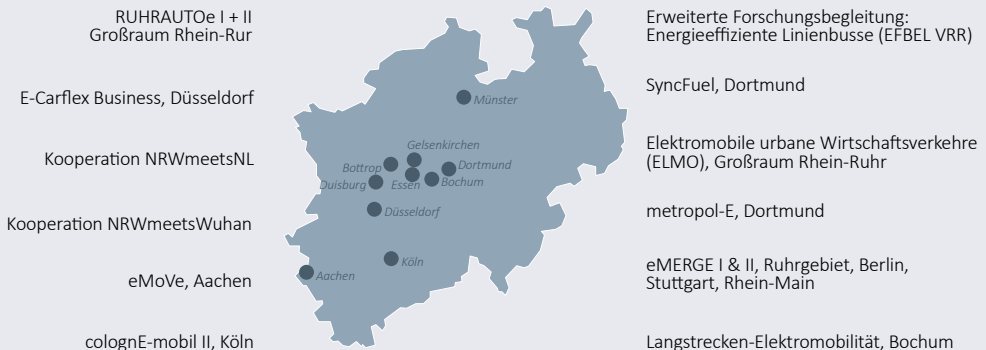 RUHRAUTOe I + II
Großraum Rhein-Rur
E-Carflex Business, Düsseldorf
Kooperation NRWmeetsNL
Kooperation NRWmeetsWuhan
eMoVe, Aachen
colognE-mobil II, Köln
Münster
Gelsenkirchen
Bottrop
Dortmund
Duisburg
Essen
Bochum
Düsseldorf
Köln
Aachen
Erweiterte Forschungsbegleitung:
Energieeffiziente Linienbusse (EFBEL VRR)
SyncFuel, Dortmund
Elektromobile urbane Wirtschaftsverkehre
(ELMO), Großraum Rhein-Ruhr
metropol-E, Dortmund
eMERGE I & II, Ruhrgebiet, Berlin,
Stuttgart, Rhein-Main
Langstrecken-Elektromobilität, Bochum